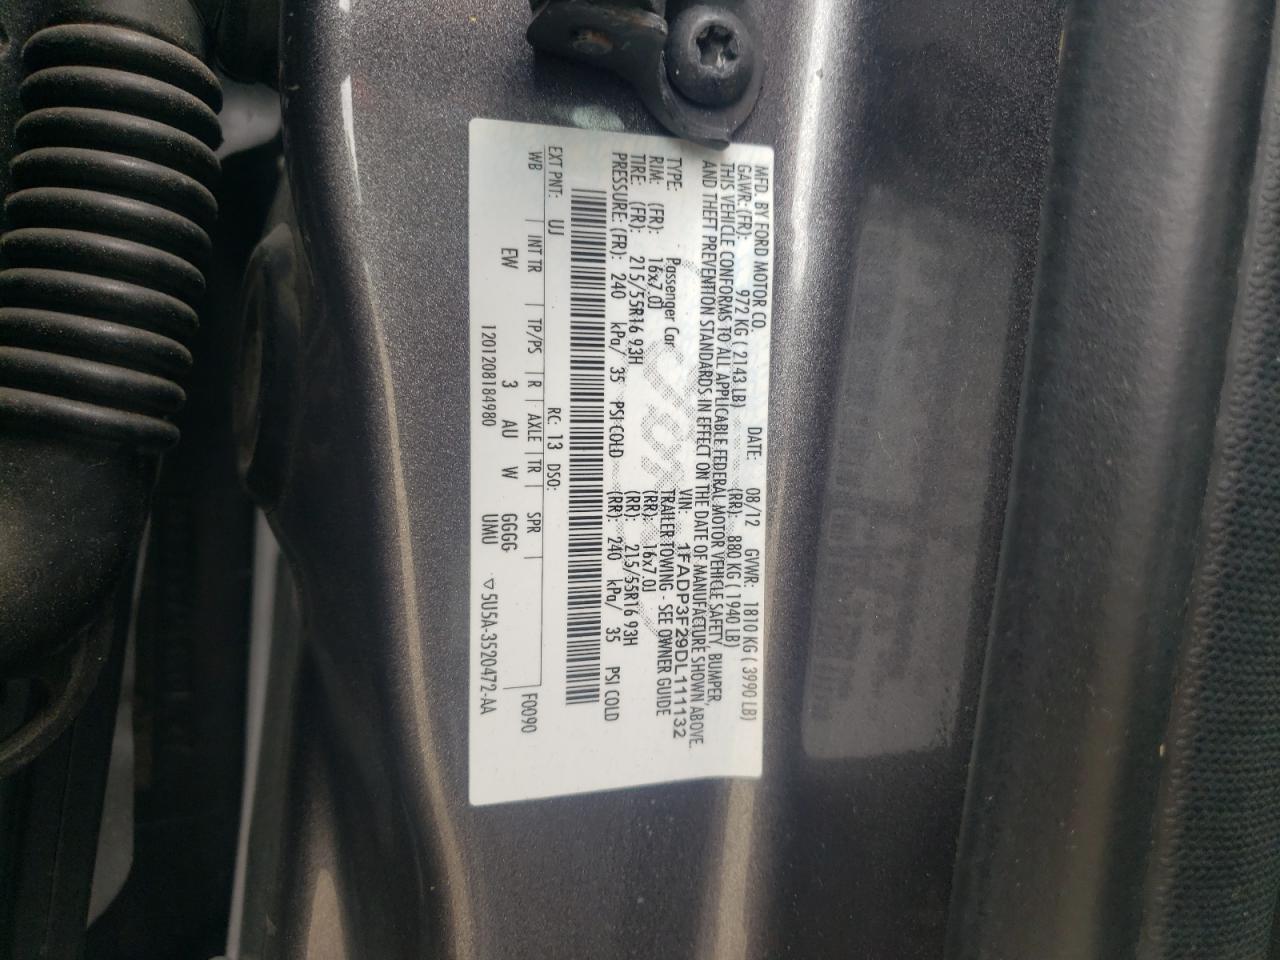 MFD. BY FORD MOTOR CO.
DATE: 08/12 GVWR: 1810 KG ( 3990 LB)
GAWR: (FR): 972 KG ( 2143 LB) (RR): 880 KG ( 1940 LB)
THIS VEHICLE CONFORMS TO ALL APPLICABLE FEDERAL MOTOR VEHICLE SAFETY, BUMPER,
AND THEFT PREVENTION STANDARDS IN EFFECT ON THE DATE OF MANUFACTURE SHOWN ABOVE.
VIN: 1FADP3F29DL111132
TYPE: Passenger Car TRAILER TOWING - SEE OWNER GUIDE
RIM: (FR): 16x7.0J (RR): 16x7.0J
TIRE: (FR): 215/55R16 93H (RR): 215/55R16 93H
PRESSURE: (FR): 240 kPa/ 35 PSI COLD (RR): 240 kPa/ 35 PSI COLD
RC: 13 DSO:
EXT PNT: UJ F0090
WB INT TR TP/PS R AXLE TR SPR
EW 3 AU W GGGG
UMU
1201208184980 5U5A-3520472-AA